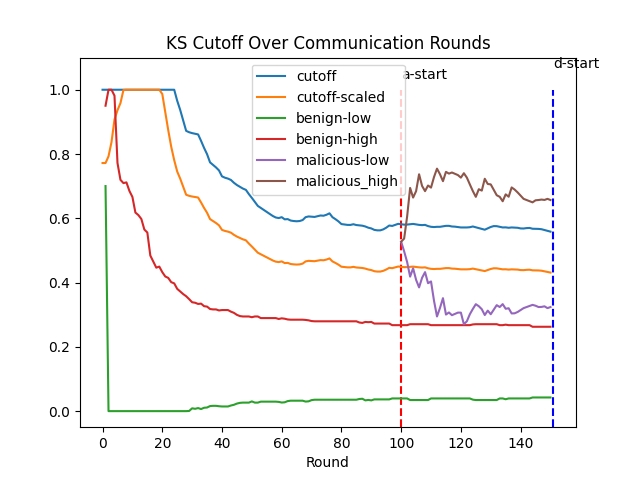 KS Cutoff Over Communication Rounds
d-start
a-start
cutoff
cutoff-scaled
benign-low
benign-high
malicious-low
malicious_high
1.0
0.8
0.6
0.4
0.2
0.0
0 20 40 60 80 100 120 140
Round